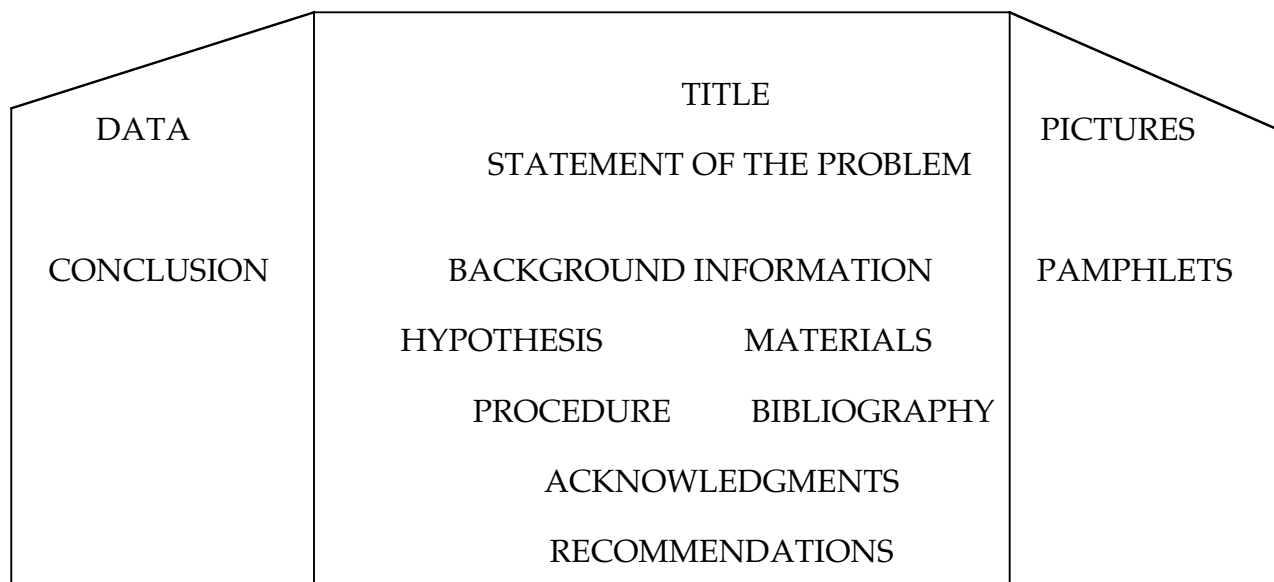 DATA
CONCLUSION
TITLE
STATEMENT OF THE PROBLEM
BACKGROUND INFORMATION
HYPOTHESIS MATERIALS
PROCEDURE BIBLIOGRAPHY
ACKNOWLEDGMENTS
RECOMMENDATIONS
PICTURES
PAMPHLETS